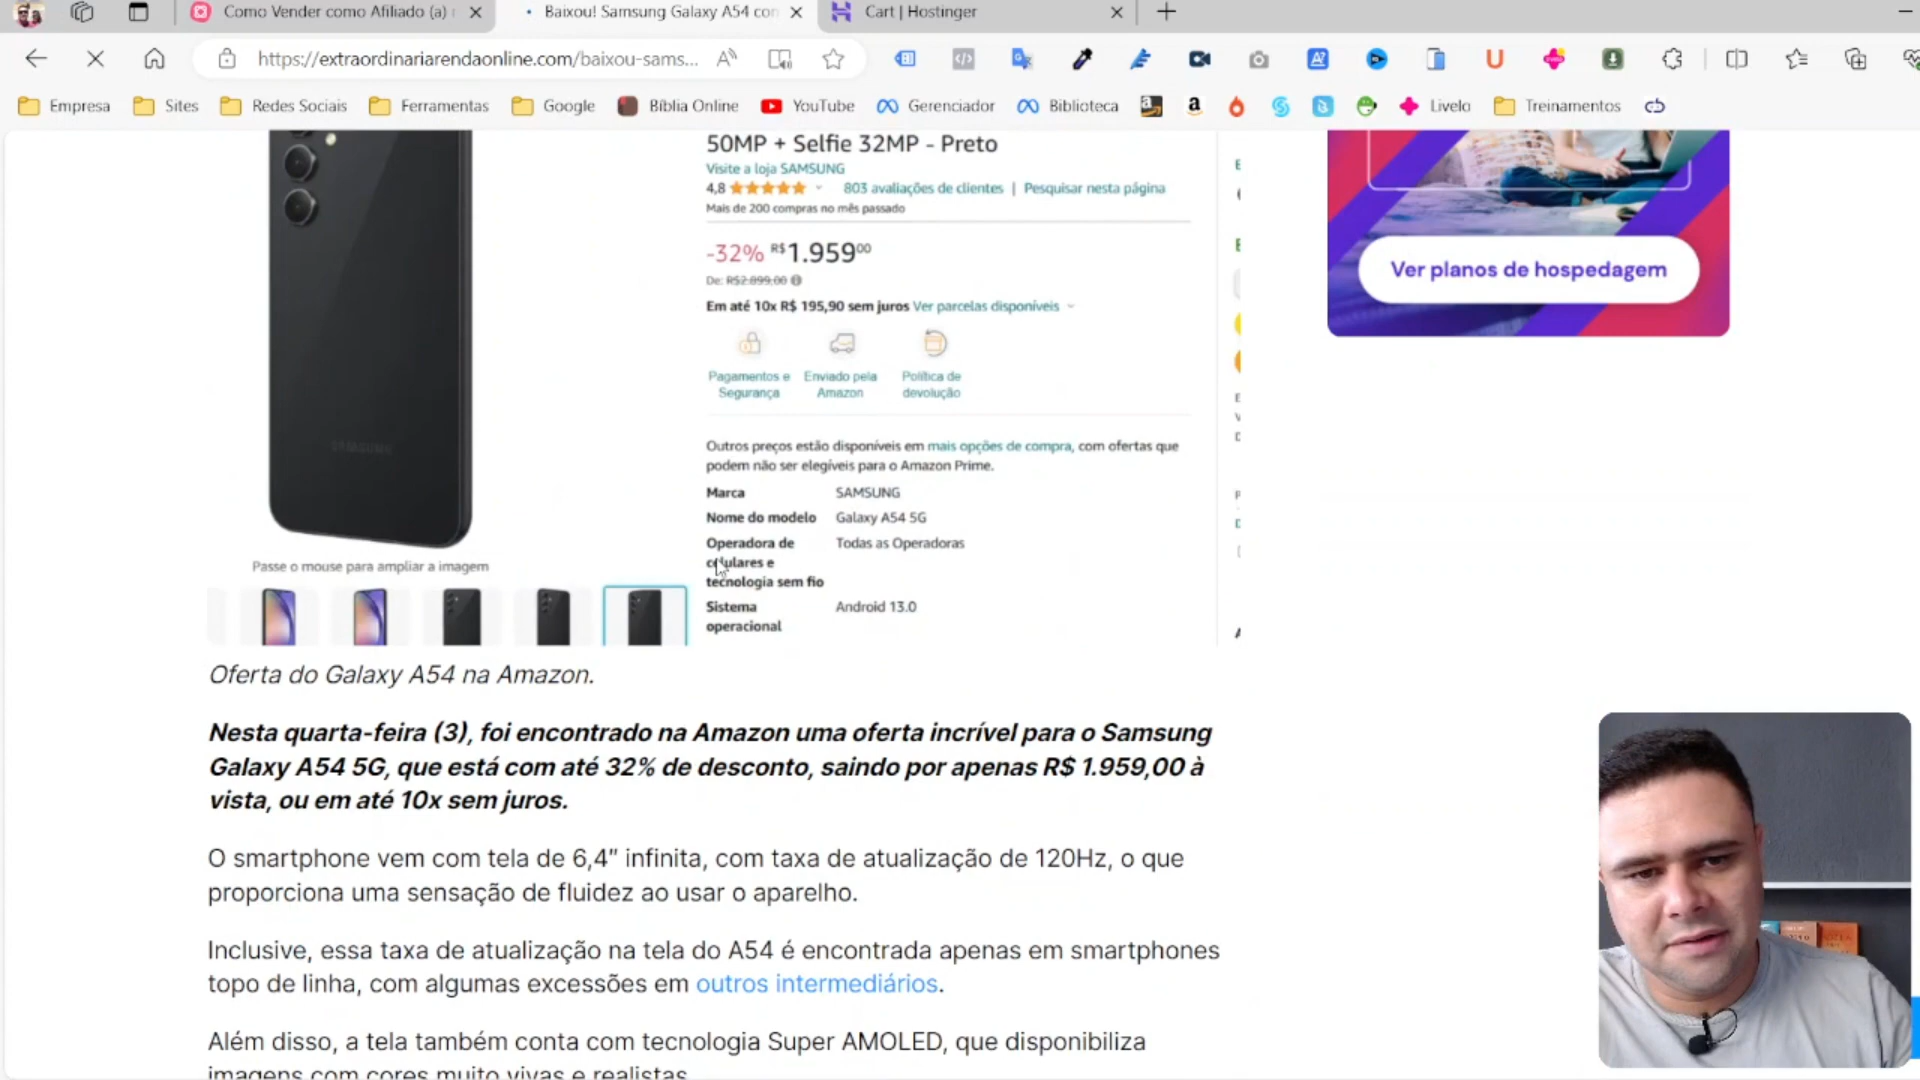 Como Vender como Afiliado (a)
Baixou! Samsung Galaxy A54 con
Cart | Hostinger
https://extraordinariarendaonline.com/baixou-sams...
Empresa
Sites
Redes Sociais
Ferramentas
Google
Bíblia Online
YouTube
Gerenciador
Biblioteca
Livelo
Treinamentos
50MP + Selfie 32MP - Preto
Visite a loja SAMSUNG
4,8
803 avaliações de clientes | Pesquisar nesta página
Mais de 200 compras no mês passado
-32% R$1.95900
De: R$2.899,00
Em até 10x R$ 195,90 sem juros Ver parcelas disponíveis
Pagamentos e
Segurança
Enviado pela
Amazon
Política de
devolução
Outros preços estão disponíveis em mais opções de compra, com ofertas que
podem não ser elegíveis para o Amazon Prime.
Marca SAMSUNG
Nome do modelo Galaxy A54 5G
Operadora de Todas as Operadoras
celulares e
tecnologia sem fio
Sistema Android 13.0
operacional
SAMSUNG
Passe o mouse para ampliar a imagem
Ver planos de hospedagem
Oferta do Galaxy A54 na Amazon.
Nesta quarta-feira (3), foi encontrado na Amazon uma oferta incrível para o Samsung
Galaxy A54 5G, que está com até 32% de desconto, saindo por apenas R$ 1.959,00 à
vista, ou em até 10x sem juros.
O smartphone vem com tela de 6,4" infinita, com taxa de atualização de 120Hz, o que
proporciona uma sensação de fluidez ao usar o aparelho.
Inclusive, essa taxa de atualização na tela do A54 é encontrada apenas em smartphones
topo de linha, com algumas excessões em outros intermediários.
Além disso, a tela também conta com tecnologia Super AMOLED, que disponibiliza
imagens com cores muito vivas e realistas